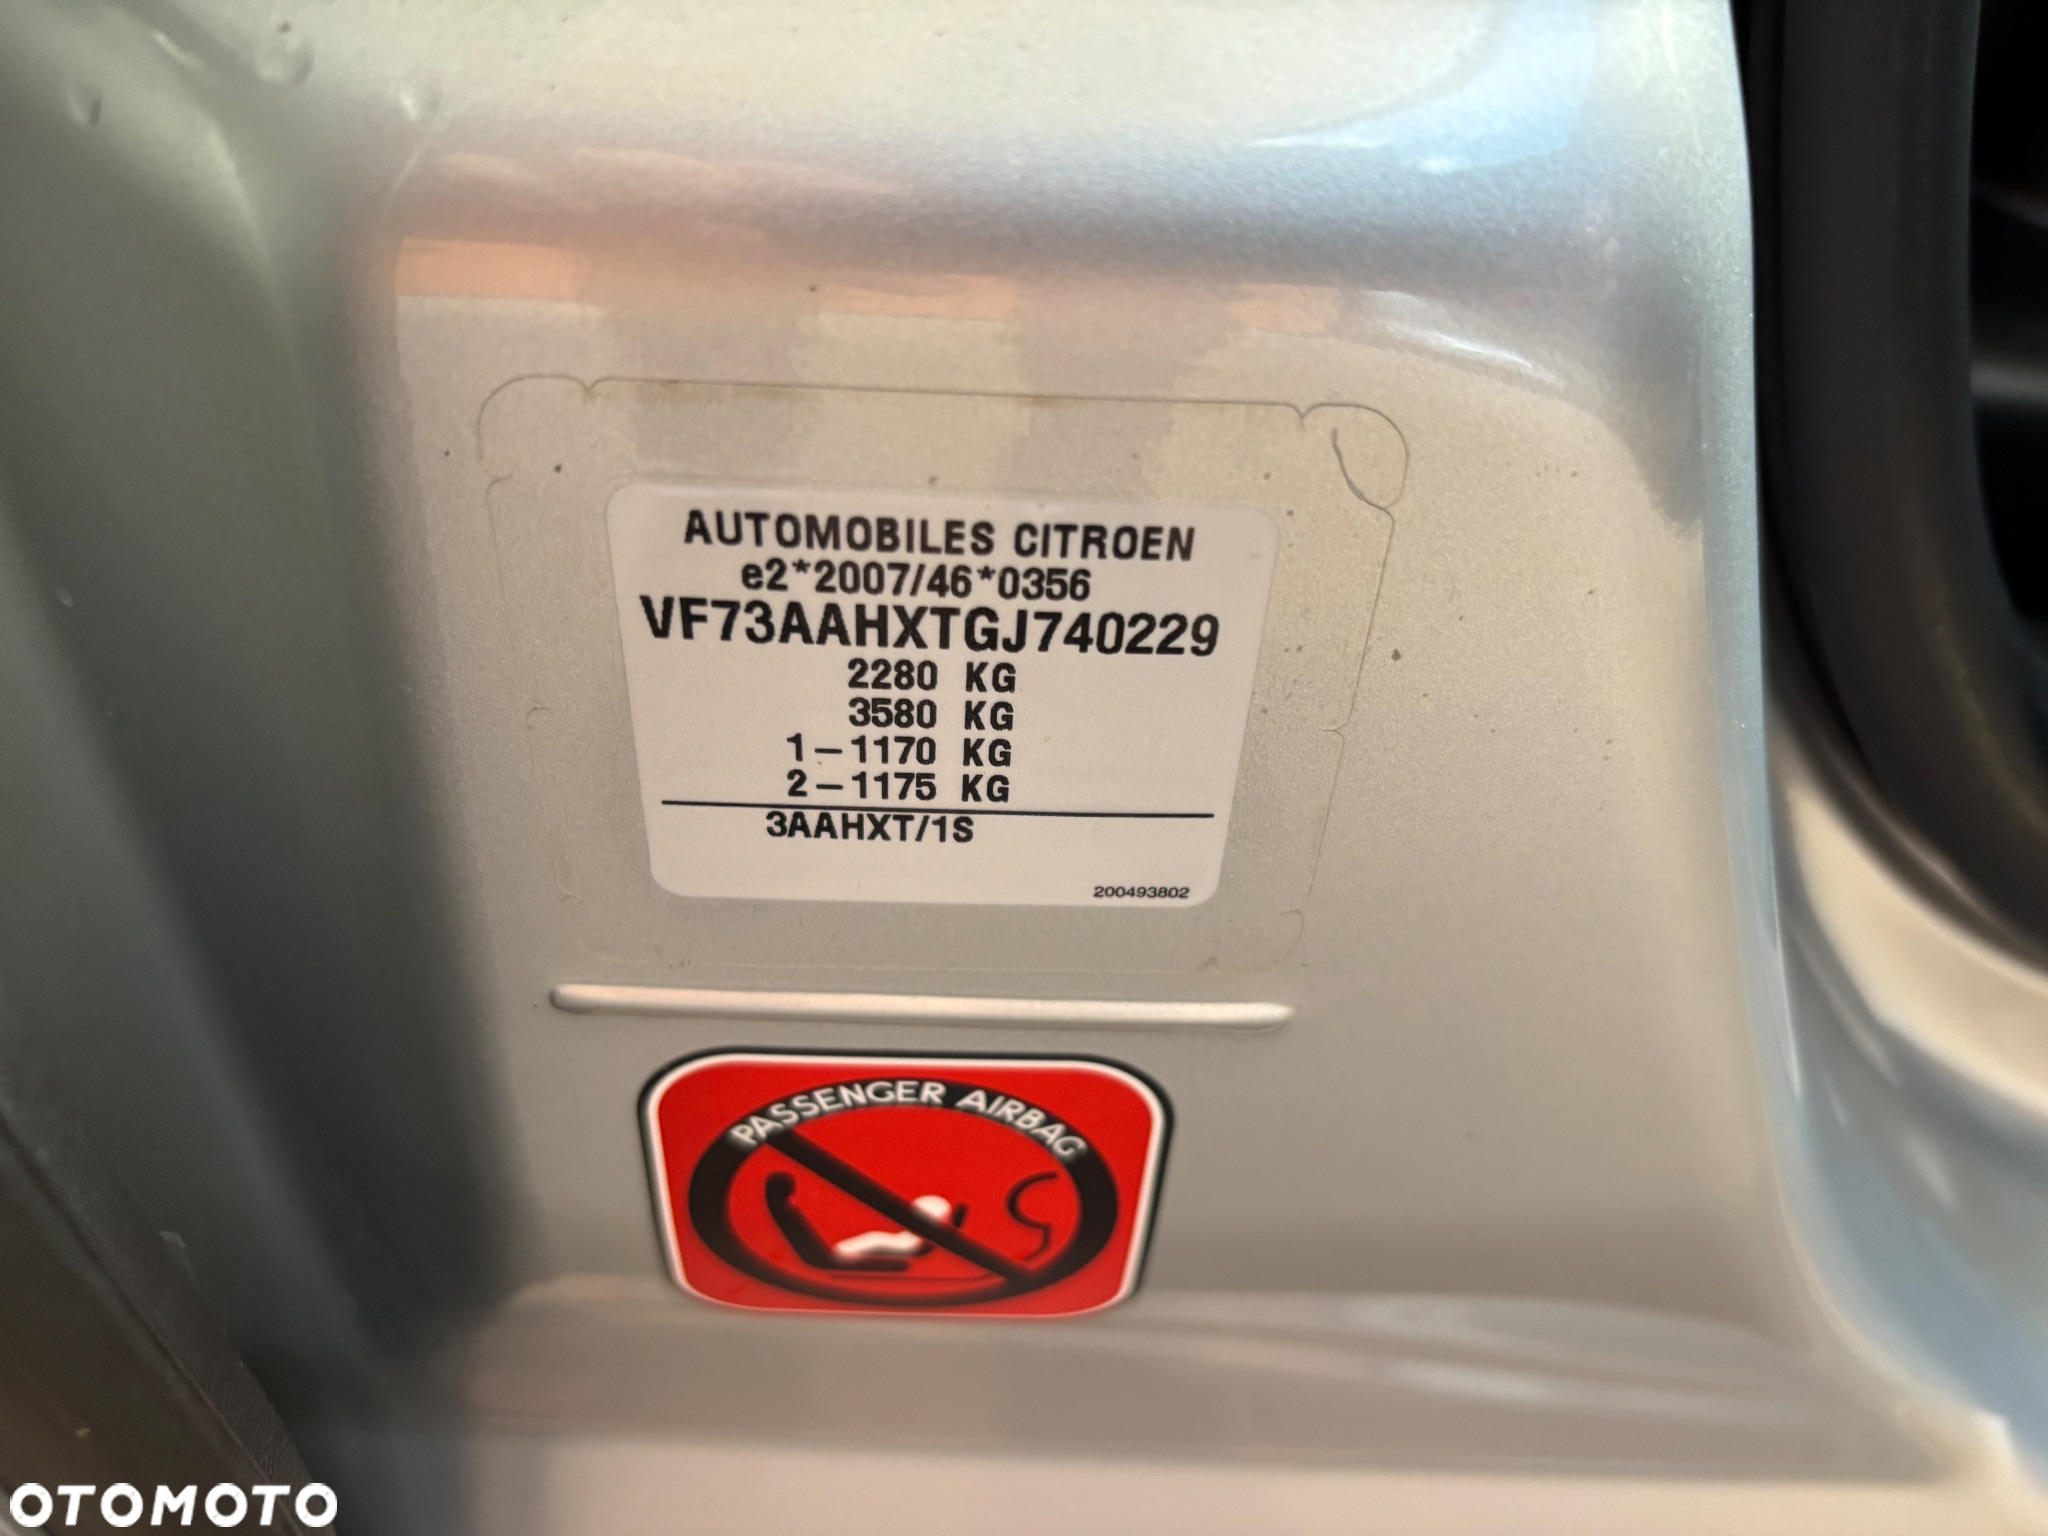 AUTOMOBILES CITROEN
e2*2007/46*0356
VF73AAHXTGJ740229
2280 KG
3580 KG
1-1170 KG
2-1175 KG
3AAHXT/1S
200493802
PASSENGER AIRBAG
OTOMOTO